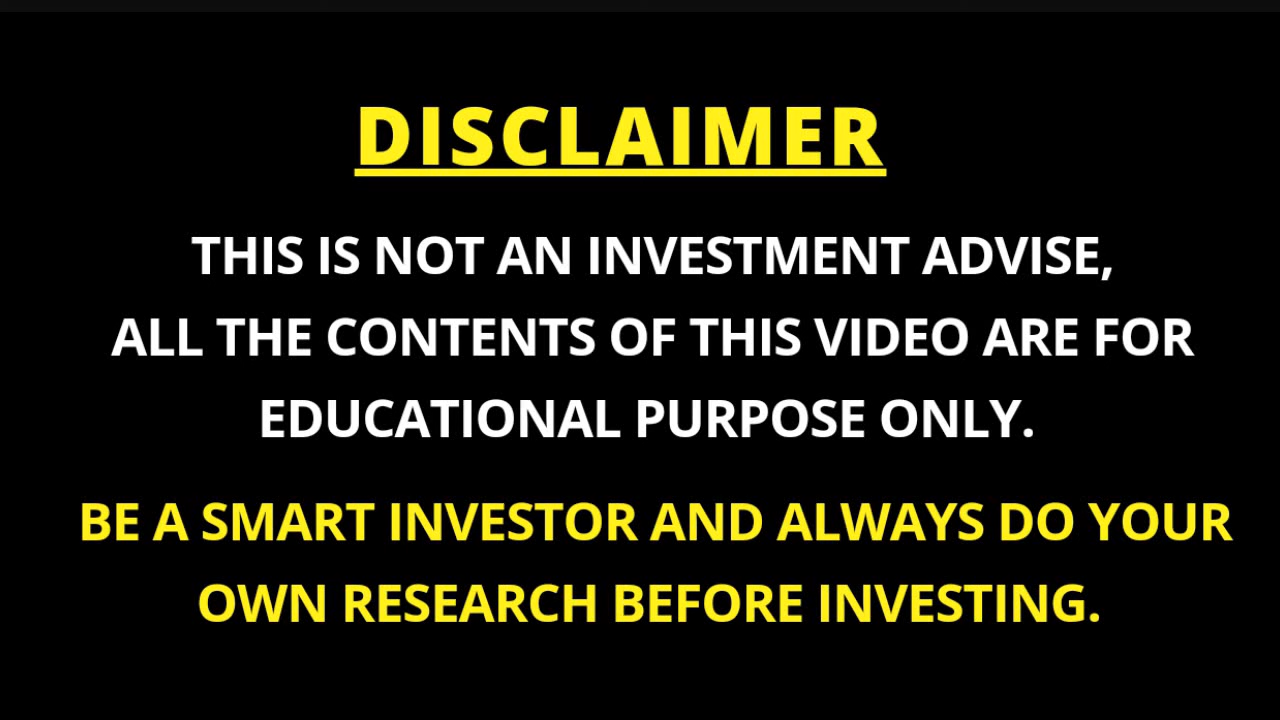 DISCLAIMER
THIS IS NOT AN INVESTMENT ADVISE,
ALL THE CONTENTS OF THIS VIDEO ARE FOR
EDUCATIONAL PURPOSE ONLY.
BE A SMART INVESTOR AND ALWAYS DO YOUR
OWN RESEARCH BEFORE INVESTING.